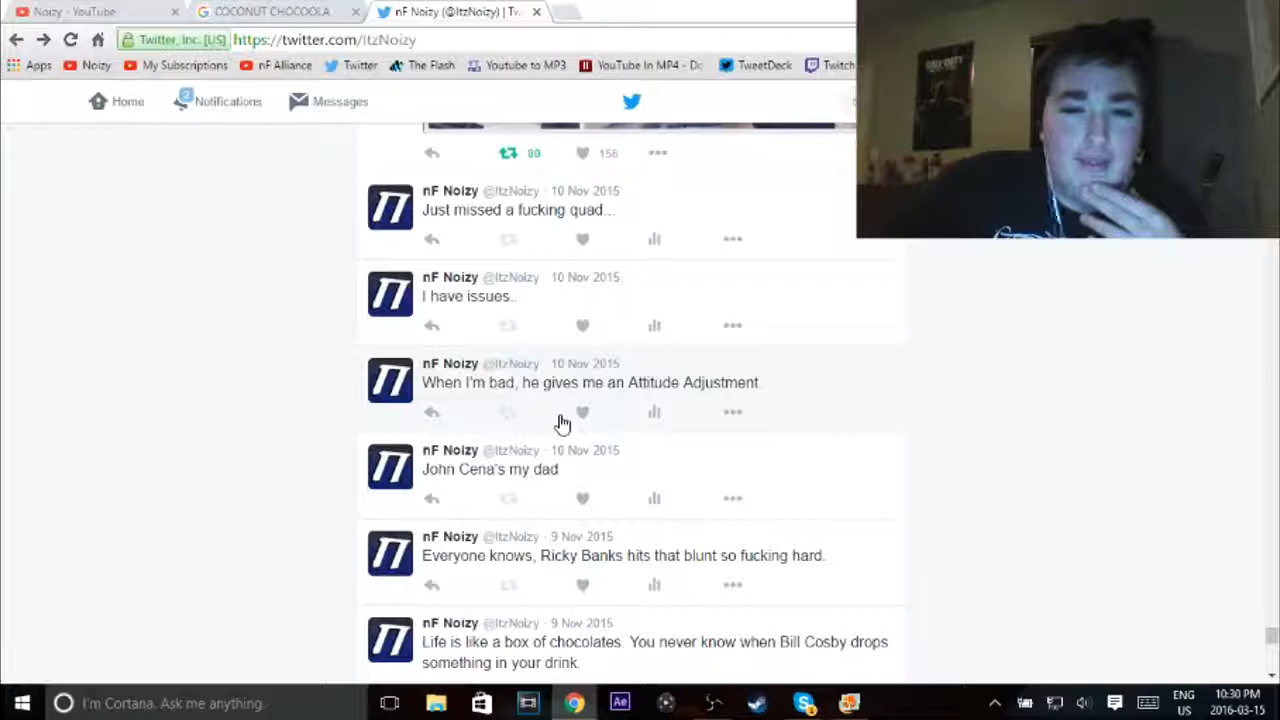 Noizy - YouTube
COCONUT CHOCOOLA
nF Noizy (@ItzNoizy) | Tw
Twitter, Inc. [US] https://twitter.com/ItzNoizy
Apps Noizy My Subscriptions nF Alliance Twitter The Flash Youtube to MP3 YouTube In MP4 - Do TweetDeck Twitch
Home 2 Notifications Messages
80 156
nF Noizy @ItzNoizy · 10 Nov 2015
Just missed a fucking quad...
nF Noizy @ItzNoizy · 10 Nov 2015
I have issues..
nF Noizy @ItzNoizy · 10 Nov 2015
When I'm bad, he gives me an Attitude Adjustment.
nF Noizy @ItzNoizy · 10 Nov 2015
John Cena's my dad
nF Noizy @ItzNoizy · 9 Nov 2015
Everyone knows, Ricky Banks hits that blunt so fucking hard.
nF Noizy @ItzNoizy · 9 Nov 2015
Life is like a box of chocolates. You never know when Bill Cosby drops
something in your drink.
I'm Cortana. Ask me anything.
Ae
ENG
US
10:30 PM
2016-03-15